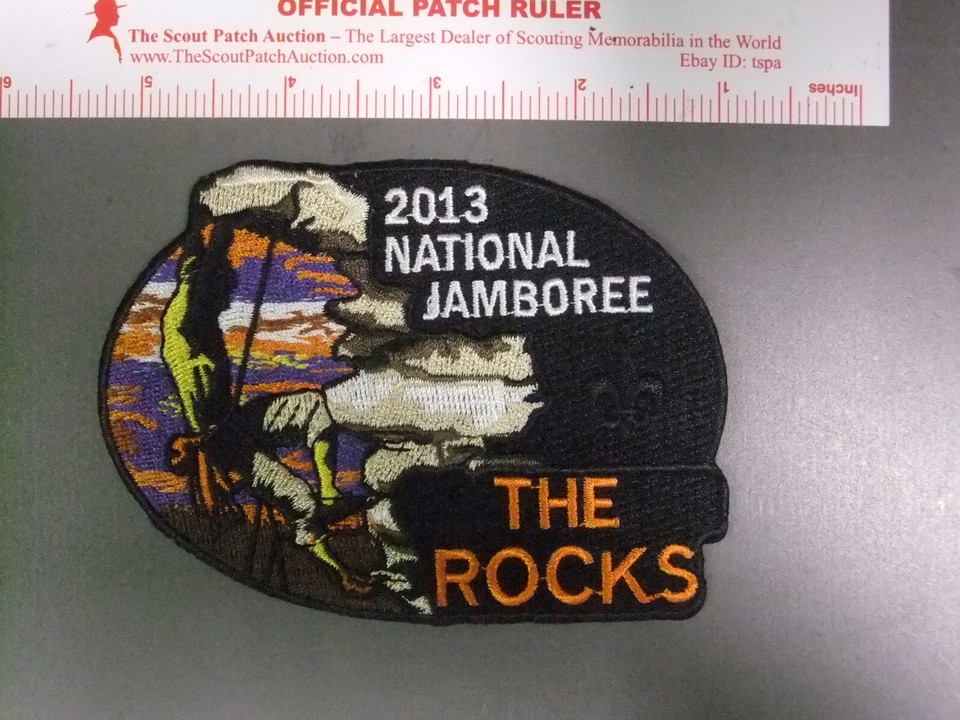 OFFICIAL PATCH RULER
The Scout Patch Auction – The Largest Dealer of Scouting Memorabilia in the World
www.TheScoutPatchAuction.com Ebay ID: tspa
6 5 4 3 2 1 inches
2013
NATIONAL
JAMBOREE
THE
ROCKS